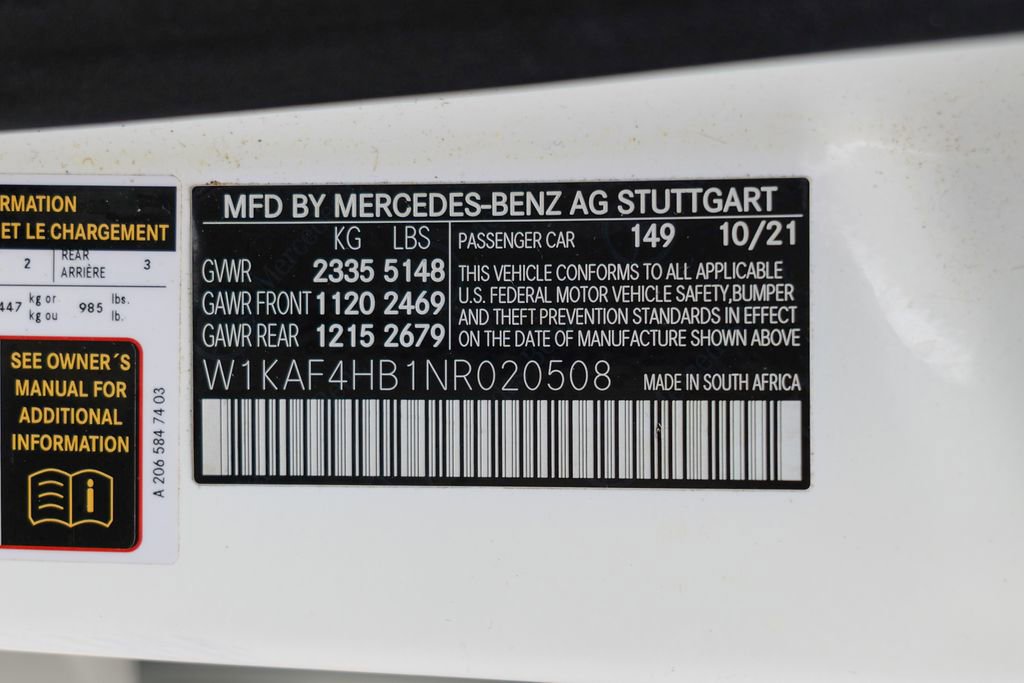 RMATION
ET LE CHARGEMENT
2 REAR ARRIÈRE 3
447 kg or kg ou 985 lbs. lb.
SEE OWNER´S
MANUAL FOR
ADDITIONAL
INFORMATION
A 206 584 74 03
MFD BY MERCEDES-BENZ AG STUTTGART
KG LBS
GVWR 2335 5148
GAWR FRONT 1120 2469
GAWR REAR 1215 2679
PASSENGER CAR 149 10/21
THIS VEHICLE CONFORMS TO ALL APPLICABLE
U.S. FEDERAL MOTOR VEHICLE SAFETY,BUMPER
AND THEFT PREVENTION STANDARDS IN EFFECT
ON THE DATE OF MANUFACTURE SHOWN ABOVE
W1KAF4HB1NR020508 MADE IN SOUTH AFRICA